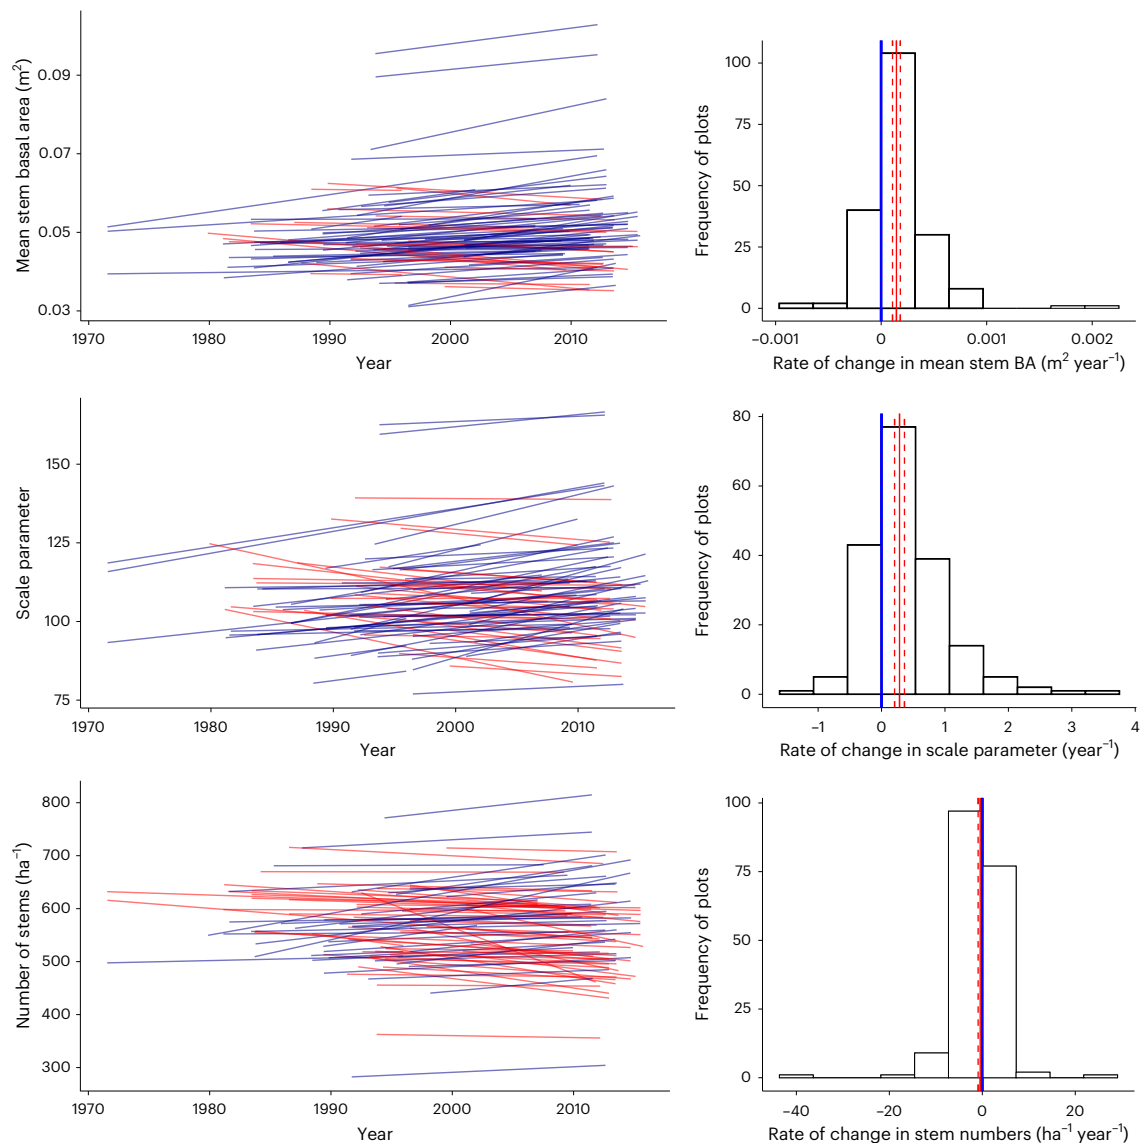 Mean stem basal area (m²)
0.09
0.07
0.05
0.03
1970 1980 1990 2000 2010
Year
Frequency of plots
100
75
50
25
0
−0.001 0 0.001 0.002
Rate of change in mean stem BA (m² year⁻¹)
Scale parameter
150
125
100
75
1970 1980 1990 2000 2010
Year
Frequency of plots
80
60
40
20
0
−1 0 1 2 3 4
Rate of change in scale parameter (year⁻¹)
Number of stems (ha⁻¹)
800
700
600
500
400
300
1970 1980 1990 2000 2010
Year
Frequency of plots
100
75
50
25
0
−40 −20 0 20
Rate of change in stem numbers (ha⁻¹ year⁻¹)